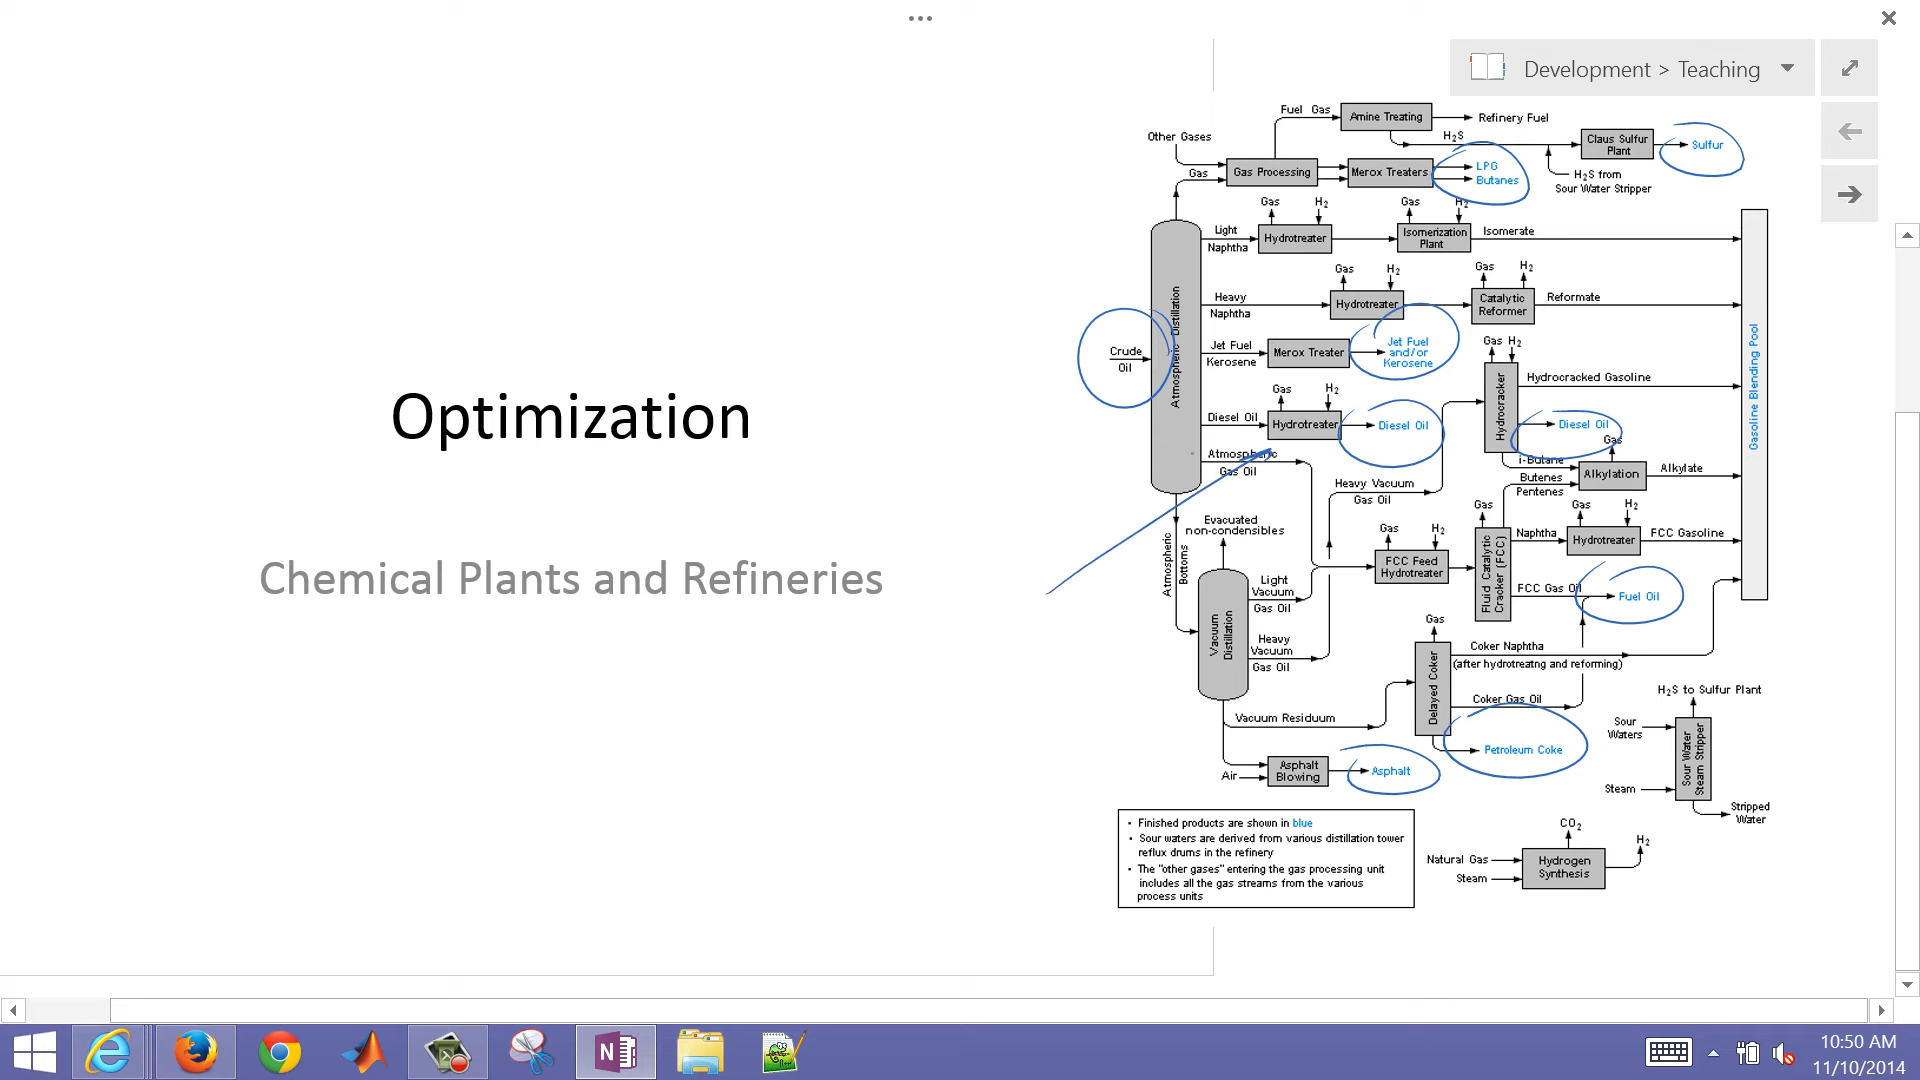 Development > Teaching
Optimization
Chemical Plants and Refineries
Fuel Gas
Amine Treating
Refinery Fuel
Other Gases
H2S
Claus Sulfur
Plant
Sulfur
Gas
Gas Processing
Merox Treaters
LPG
Butanes
H2S from
Sour Water Stripper
Gas
H2
Gas
H2
Light
Naphtha
Hydrotreater
Isomerization
Plant
Isomerate
Gas
H2
Gas
H2
Heavy
Naphtha
Hydrotreater
Catalytic
Reformer
Reformate
Crude
Oil
Atmospheric Distillation
Jet Fuel
Kerosene
Merox Treater
Jet Fuel
and/or
Kerosene
Gas H2
Hydrocracker
Hydrocracked Gasoline
Gasoline Blending Pool
Gas
H2
Diesel Oil
Hydrotreater
Diesel Oil
Diesel Oil
Gas
Atmospheric
Gas Oil
i-Butane
Butenes
Pentenes
Alkylation
Alkylate
Heavy Vacuum
Gas Oil
Evacuated
non-condensibles
Atmospheric
Bottoms
Gas
H2
FCC Feed
Hydrotreater
Gas
Fluid Catalytic
Cracker (FCC)
Naphtha
Gas
H2
Hydrotreater
FCC Gasoline
FCC Gas Oil
Fuel Oil
Vacuum
Distillation
Light
Vacuum
Gas Oil
Heavy
Vacuum
Gas Oil
Gas
Delayed Coker
Coker Naphtha
(after hydrotreatng and reforming)
Coker Gas Oil
Petroleum Coke
Vacuum Residuum
Air
Asphalt
Blowing
Asphalt
H2S to Sulfur Plant
Sour
Waters
Sour Water
Steam Stripper
Steam
Stripped
Water
• Finished products are shown in blue
• Sour waters are derived from various distillation tower
reflux drums in the refinery
• The "other gases" entering the gas processing unit
includes all the gas streams from the various
process units
CO2
H2
Natural Gas
Steam
Hydrogen
Synthesis
10:50 AM
11/10/2014